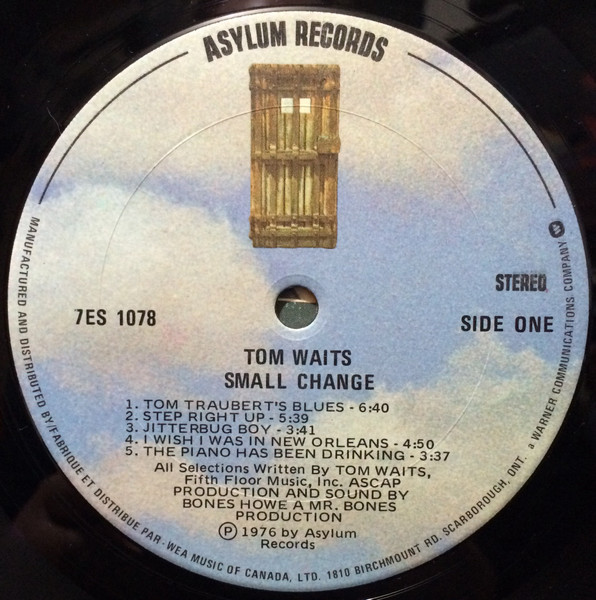 ASYLUM RECORDS
STEREO
7ES 1078
SIDE ONE
TOM WAITS
SMALL CHANGE
1. TOM TRAUBERT'S BLUES - 6:40
2. STEP RIGHT UP - 5:39
3. JITTERBUG BOY - 3:41
4. I WISH I WAS IN NEW ORLEANS - 4:50
5. THE PIANO HAS BEEN DRINKING - 3:37
All Selections Written By TOM WAITS,
Fifth Floor Music, Inc. ASCAP
PRODUCTION AND SOUND BY
BONES HOWE A MR. BONES
PRODUCTION
Ⓟ 1976 by Asylum
Records
MANUFACTURED AND DISTRIBUTED BY/FABRIQUE ET DISTRIBUE PAR - WEA MUSIC OF CANADA, LTD. 1810 BIRCHMOUNT RD. SCARBOROUGH, ONT. a WARNER COMMUNICATIONS COMPANY